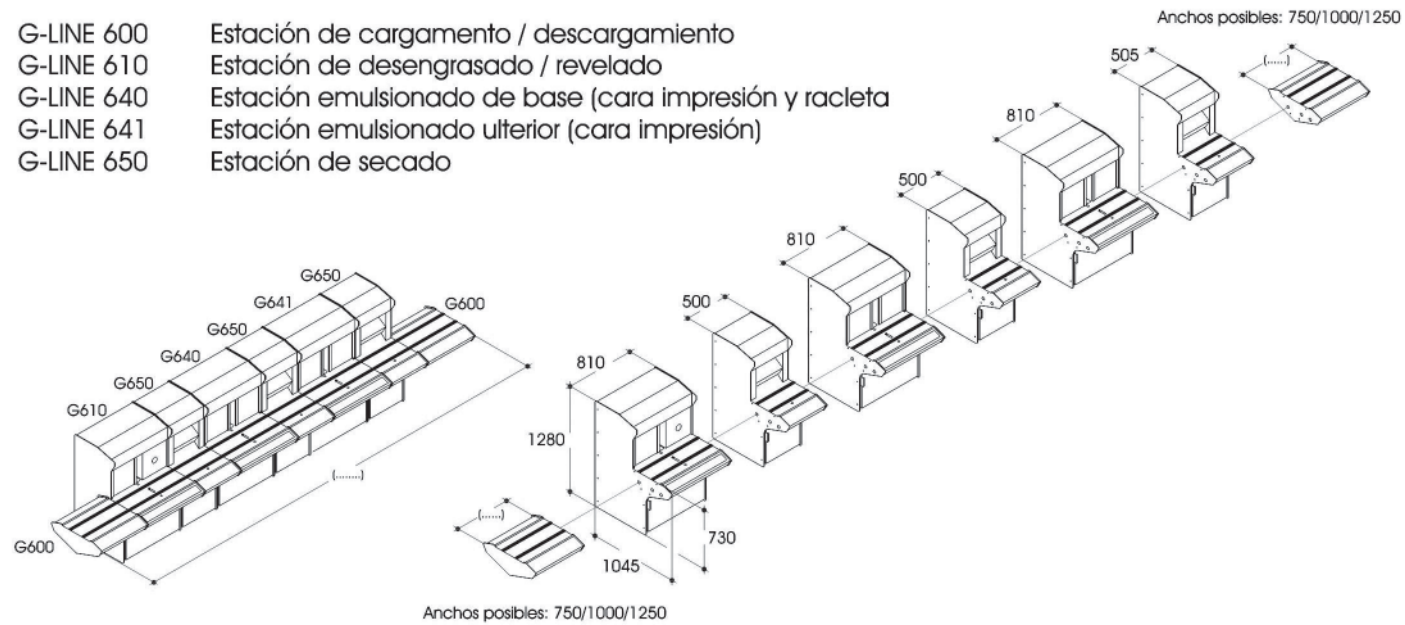 Anchos posibles: 750/1000/1250
G-LINE 600 Estación de cargamento / descargamiento
G-LINE 610 Estación de desengrasado / revelado
G-LINE 640 Estación emulsionado de base (cara impresión y racleta
G-LINE 641 Estación emulsionado ulterior (cara impresión)
G-LINE 650 Estación de secado
505
(......)
810
500
810
500
810
1280
730
1045
(......)
G650
G641
G600
G650
G640
G650
G610
(........)
G600
Anchos posibles: 750/1000/1250